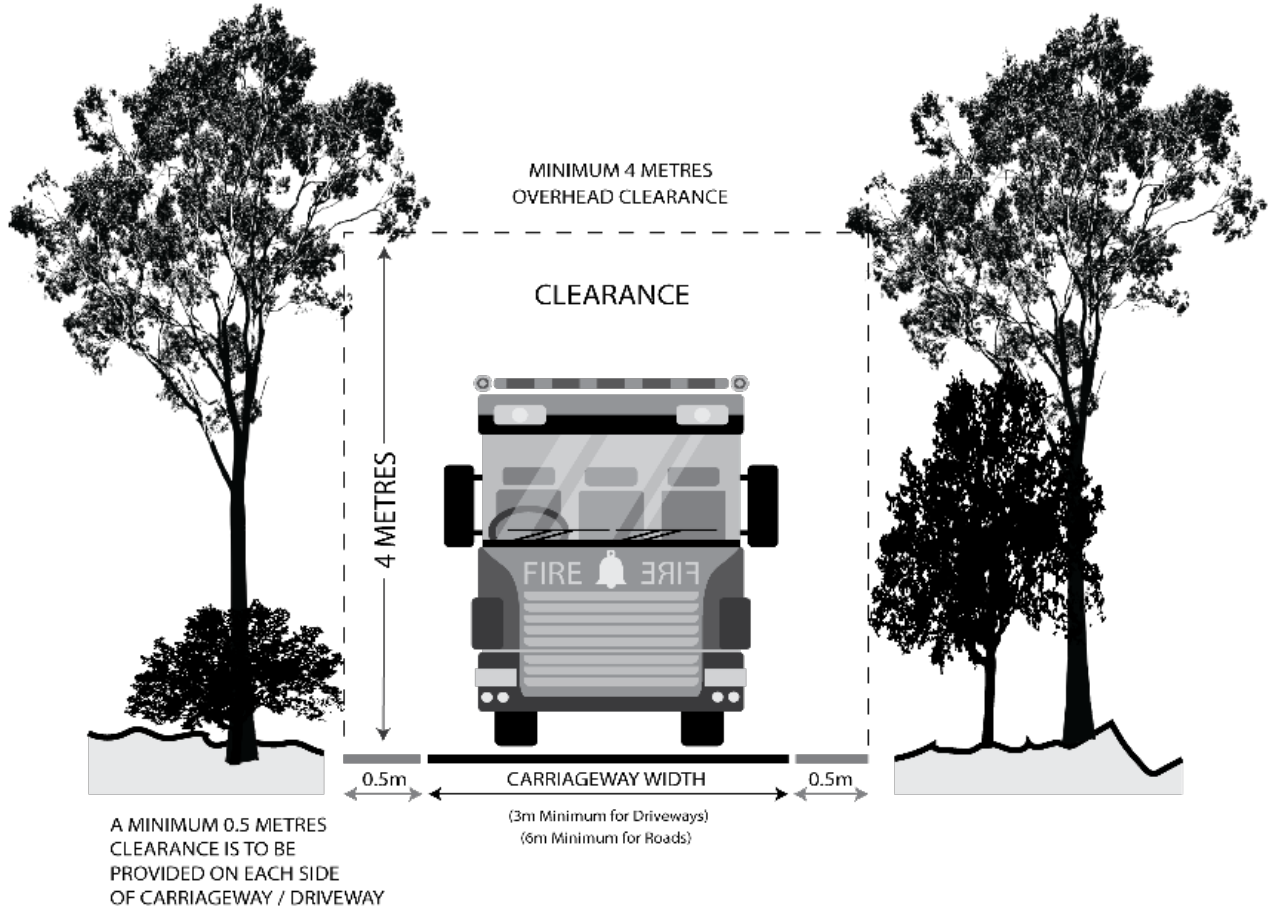 MINIMUM 4 METRES
OVERHEAD CLEARANCE
CLEARANCE
4 METRES
FIRE FIRE
0.5m
CARRIAGEWAY WIDTH
0.5m
(3m Minimum for Driveways)
(6m Minimum for Roads)
A MINIMUM 0.5 METRES
CLEARANCE IS TO BE
PROVIDED ON EACH SIDE
OF CARRIAGEWAY / DRIVEWAY